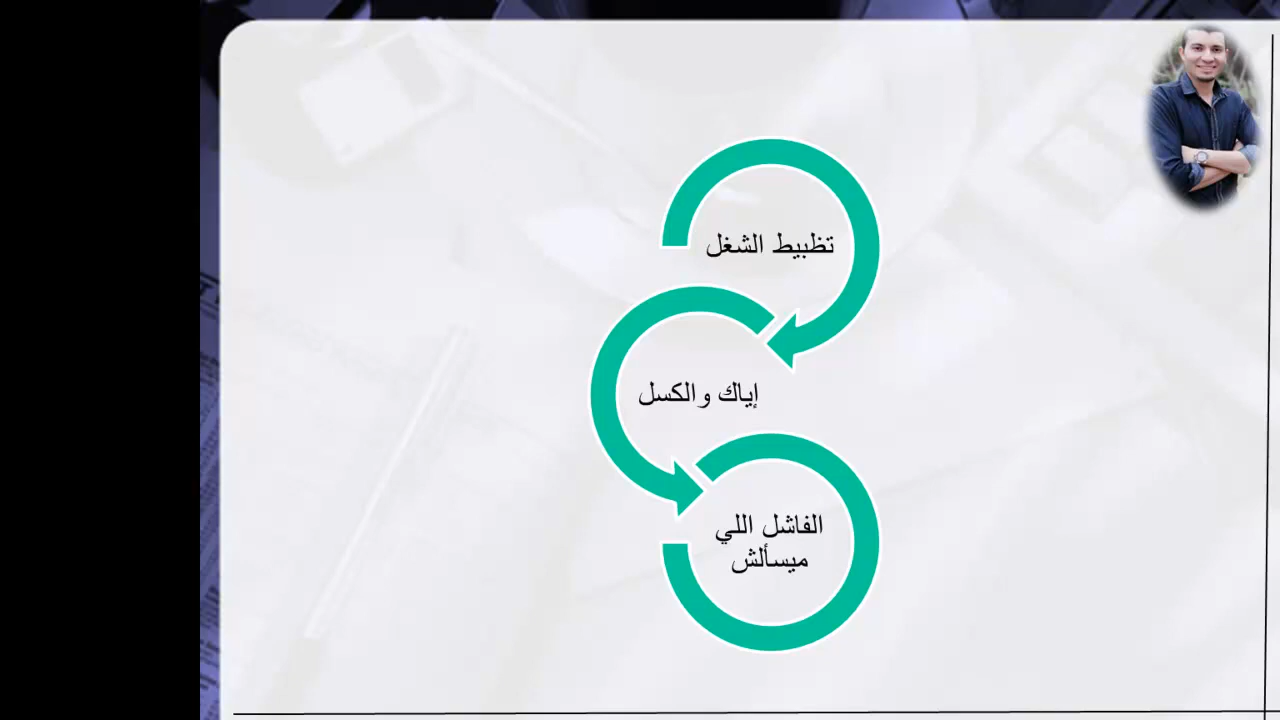 تظبيط الشغل
إياك والكسل
الفاشل اللي
ميسألش